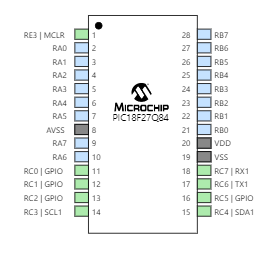 RE3 | MCLR 1 28 RB7
RA0 2 27 RB6
RA1 3 26 RB5
RA2 4 25 RB4
RA3 5 24 RB3
RA4 6 23 RB2
RA5 7 22 RB1
AVSS 8 21 RB0
RA7 9 20 VDD
RA6 10 19 VSS
RC0 | GPIO 11 18 RC7 | RX1
RC1 | GPIO 12 17 RC6 | TX1
RC2 | GPIO 13 16 RC5 | GPIO
RC3 | SCL1 14 15 RC4 | SDA1
MICROCHIP
PIC18F27Q84